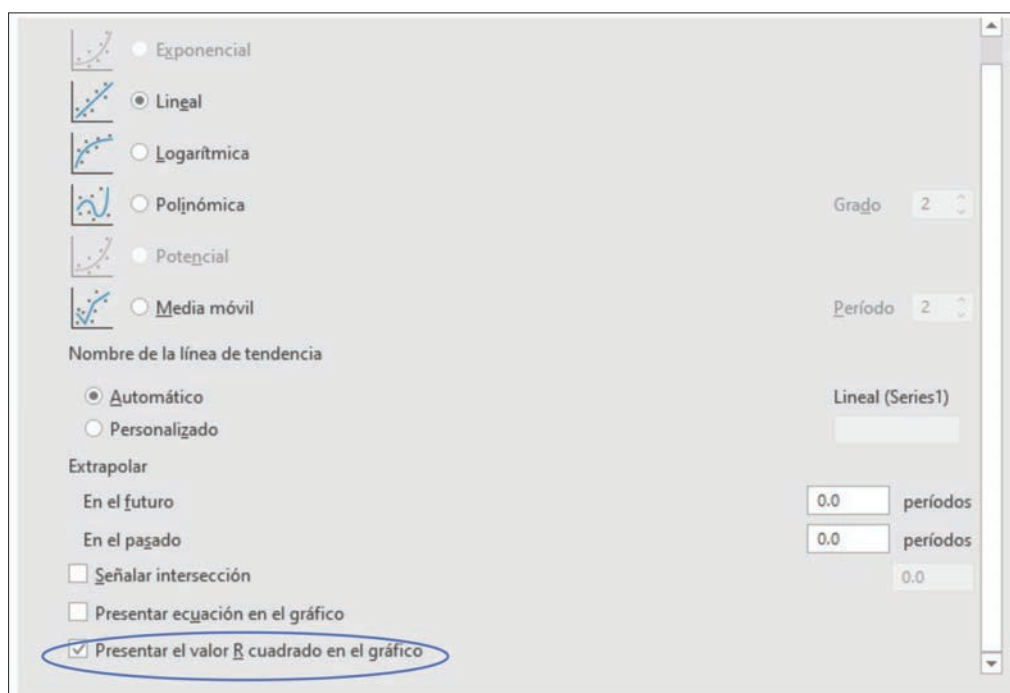 Exponencial
Lineal
Logarítmica
Polinómica Grado 2
Potencial
Media móvil Período 2
Nombre de la línea de tendencia
Automático Lineal (Series1)
Personalizado
Extrapolar
En el futuro 0.0 períodos
En el pasado 0.0 períodos
Señalar intersección 0.0
Presentar ecuación en el gráfico
Presentar el valor R cuadrado en el gráfico